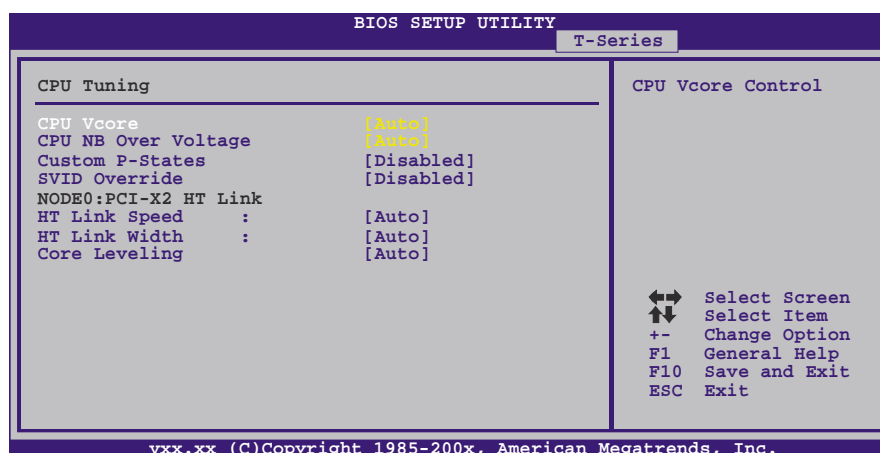 BIOS SETUP UTILITY
T-Series
CPU Tuning
CPU Vcore [Auto]
CPU NB Over Voltage [Auto]
Custom P-States [Disabled]
SVID Override [Disabled]
NODE0:PCI-X2 HT Link
HT Link Speed : [Auto]
HT Link Width : [Auto]
Core Leveling [Auto]
CPU Vcore Control
Select Screen
Select Item
+- Change Option
F1 General Help
F10 Save and Exit
ESC Exit
vxx.xx (C)Copyright 1985-200x, American Megatrends, Inc.